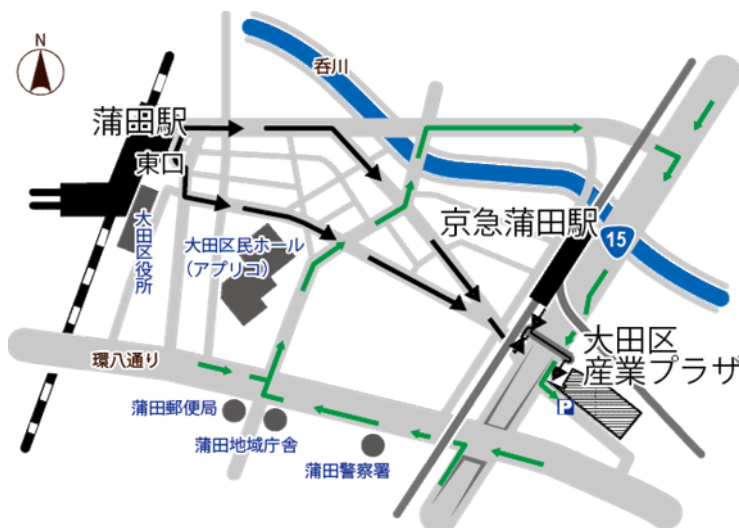 N
呑川
蒲田駅
東口
大田区役所
大田区民ホール
（アプリコ）
京急蒲田駅
15
大田区
産業プラザ
P
環八通り
蒲田郵便局
蒲田地域庁舎
蒲田警察署